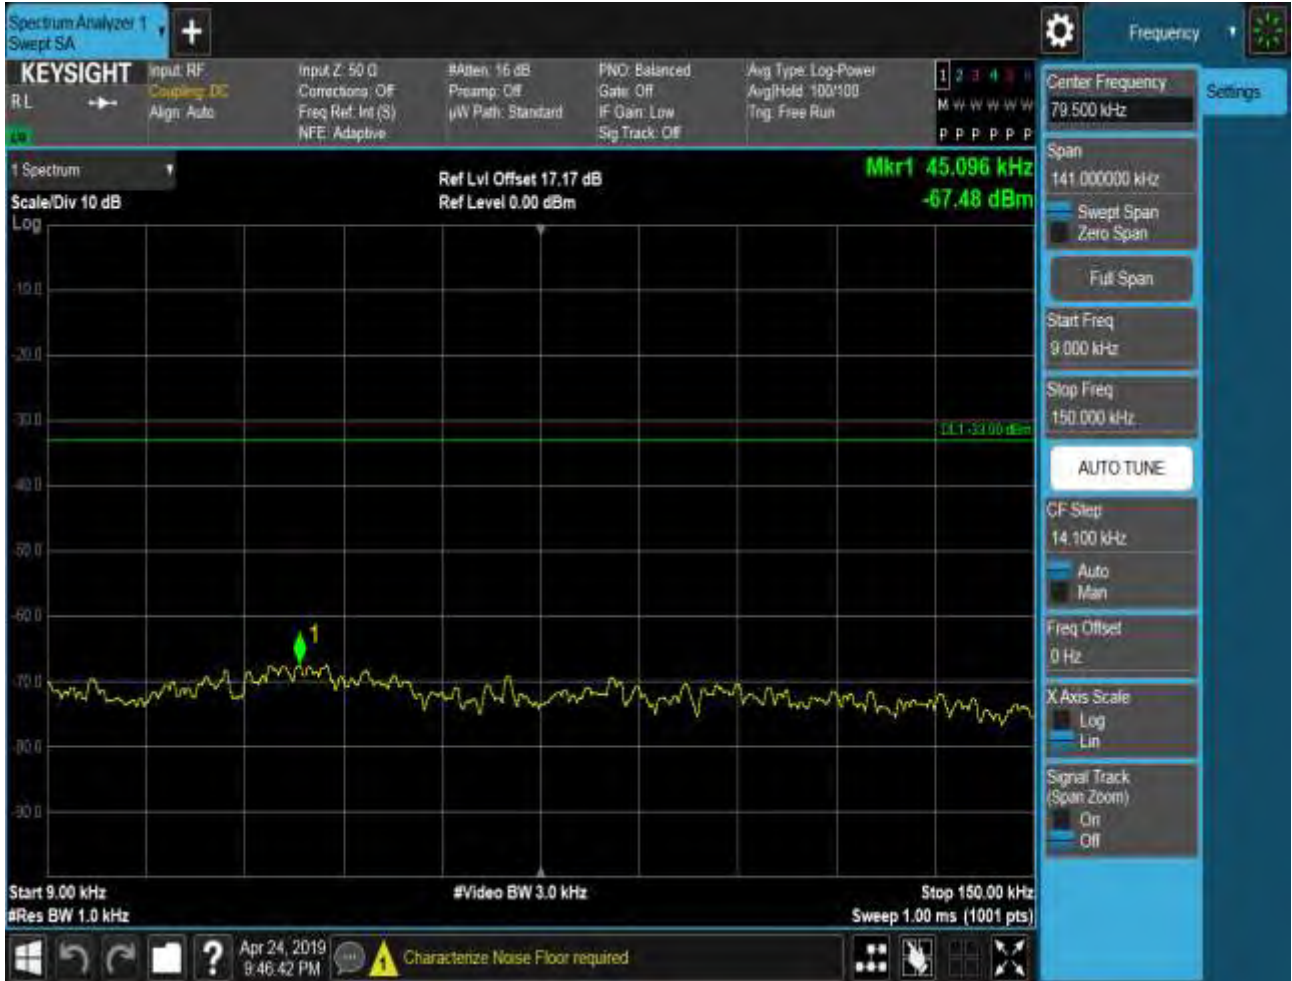 Spectrum Analyzer 1
Swept SA
Frequency
KEYSIGHT
RL
Input: RF
Coupling: DC
Align: Auto
Input Z: 50 Ω
Corrections: Off
Freq Ref: Int (S)
NFE: Adaptive
#Atten: 16 dB
Preamp: Off
µW Path: Standard
PNO: Balanced
Gate: Off
IF Gain: Low
Sig Track: Off
Avg Type: Log-Power
Avg|Hold: 100/100
Trig: Free Run
1 2 3 4 5 6
M W W W W W
P P P P P P
1 Spectrum
Scale/Div 10 dB
Log
Ref Lvl Offset 17.17 dB
Ref Level 0.00 dBm
Mkr1 45.096 kHz
-67.48 dBm
-10.0
-20.0
-30.0
DL1 -33.00 dBm
-40.0
-50.0
-60.0
1
-70.0
-80.0
-90.0
Start 9.00 kHz
#Res BW 1.0 kHz
#Video BW 3.0 kHz
Stop 150.00 kHz
Sweep 1.00 ms (1001 pts)
Center Frequency
79.500 kHz
Settings
Span
141.000000 kHz
Swept Span
Zero Span
Full Span
Start Freq
9.000 kHz
Stop Freq
150.000 kHz
AUTO TUNE
CF Step
14.100 kHz
Auto
Man
Freq Offset
0 Hz
X Axis Scale
Log
Lin
Signal Track
(Span Zoom)
On
Off
?
Apr 24, 2019
9:46:42 PM
Characterize Noise Floor required